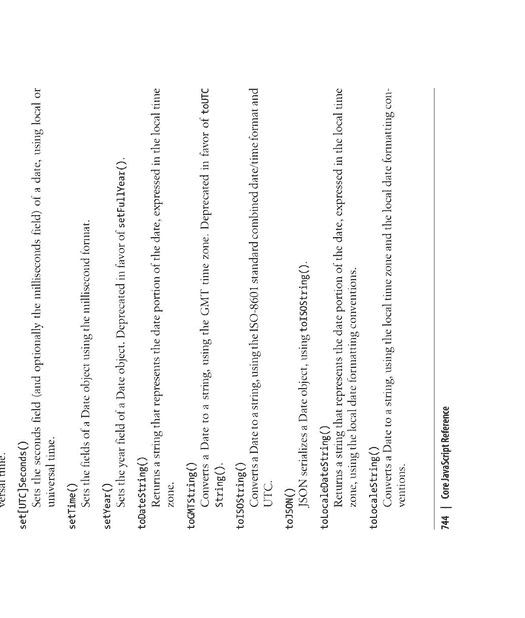 versal time.
set[UTC]Seconds()
Sets the seconds field (and optionally the milliseconds field) of a date, using local or
universal time.
setTime()
Sets the fields of a Date object using the millisecond format.
setYear()
Sets the year field of a Date object. Deprecated in favor of setFullYear().
toDateString()
Returns a string that represents the date portion of the date, expressed in the local time
zone.
toGMTString()
Converts a Date to a string, using the GMT time zone. Deprecated in favor of toUTC
String().
toISOString()
Converts a Date to a string, using the ISO-8601 standard combined date/time format and
UTC.
toJSON()
JSON serializes a Date object, using toISOString().
toLocaleDateString()
Returns a string that represents the date portion of the date, expressed in the local time
zone, using the local date formatting conventions.
toLocaleString()
Converts a Date to a string, using the local time zone and the local date formatting con-
ventions.
744 | Core JavaScript Reference